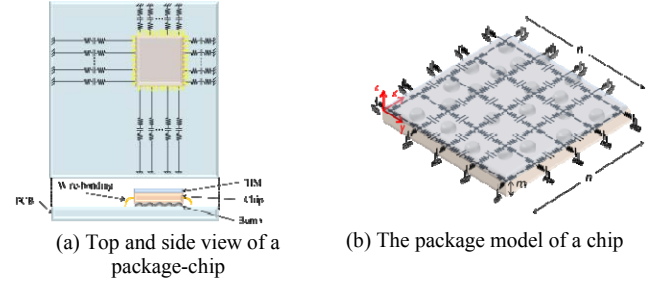 n
m
n
Wire-bonding
TIM
Chip
PCB
Bump
(a) Top and side view of a
package-chip
(b) The package model of a chip